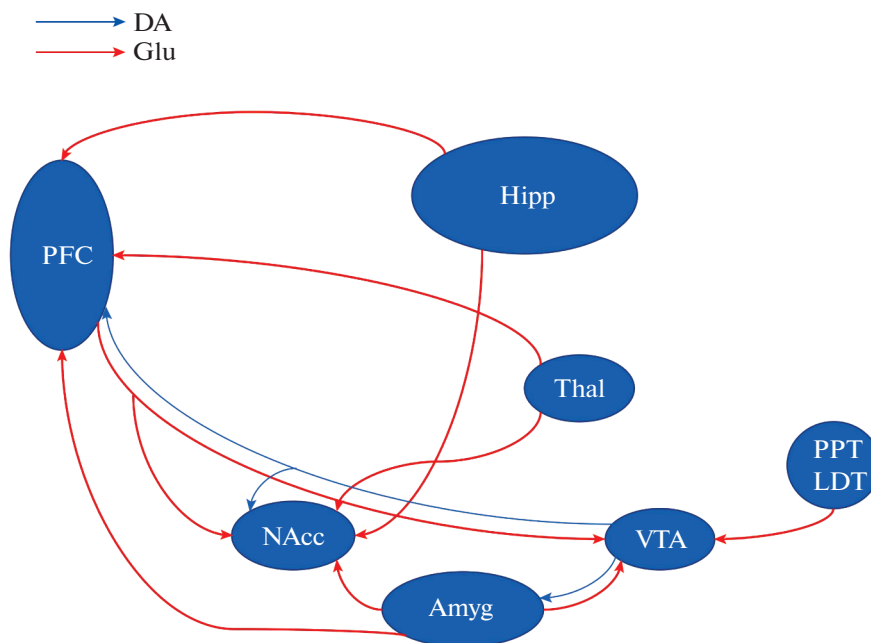 DA
Glu
Hipp
PFC
Thal
PPT
LDT
NAcc
VTA
Amyg